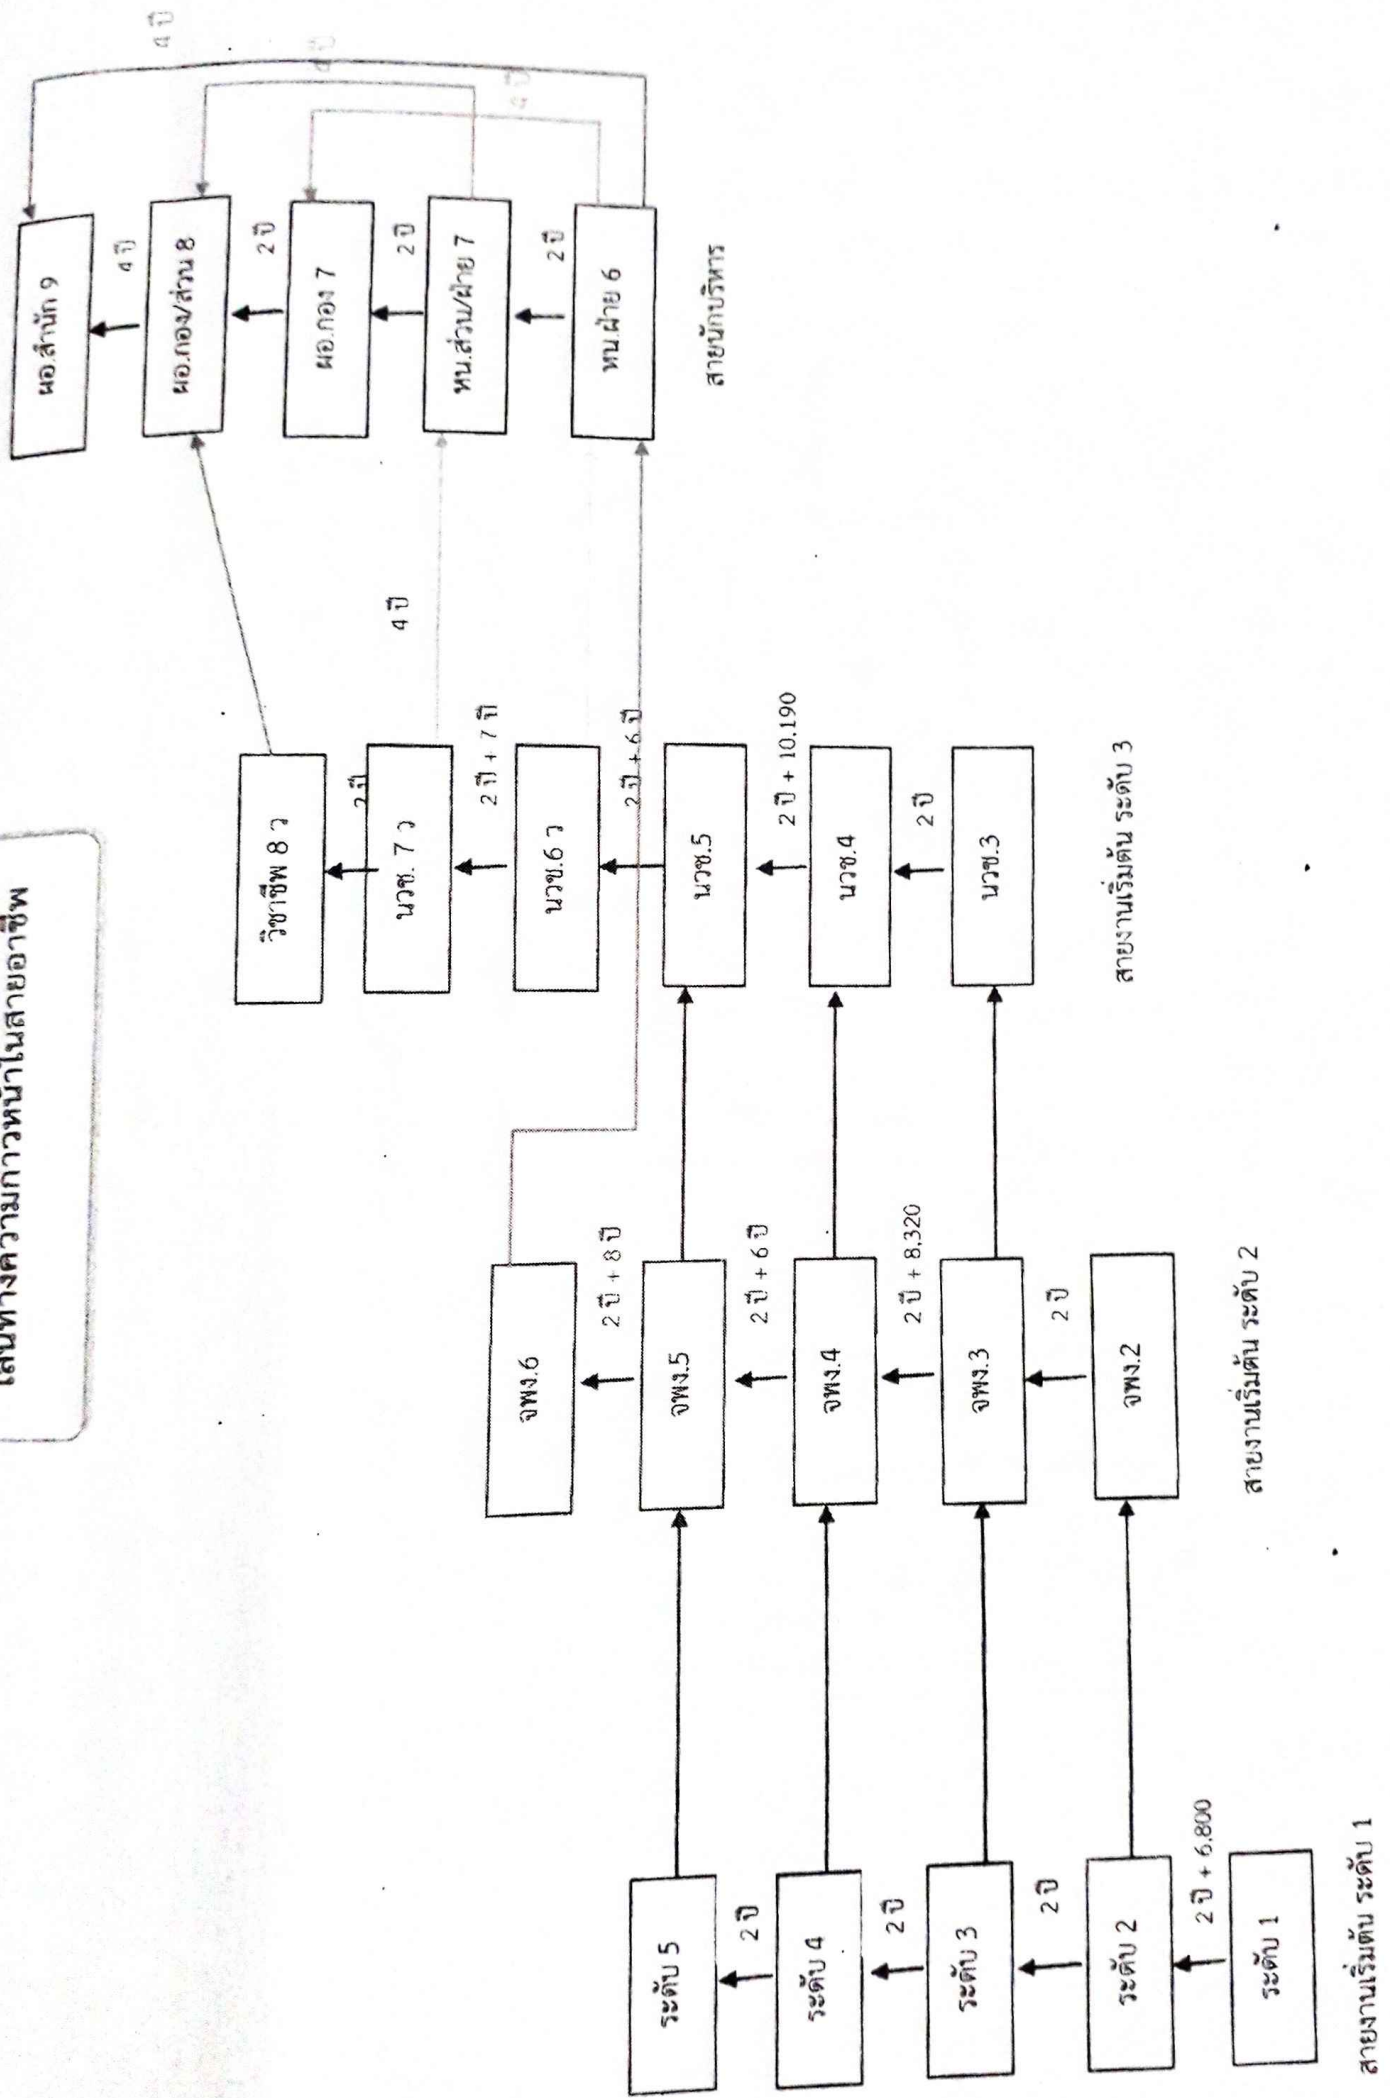 เส้นทางความก้าวหน้าในสายอาชีพ
ผอ.สำนัก 9
4 ปี
4 ปี
ผอ.กอง/ส่วน 8
2 ปี
4 ปี
ผอ.กอง 7
2 ปี
4 ปี
หน.ส่วน/ฝ่าย 7
2 ปี
หน.ฝ่าย 6
สายนักบริหาร
วิชาชีพ 8 ว
2 ปี
นวช. 7 ว
4 ปี
2 ปี + 7 ปี
นวช.6 ว
2 ปี + 6 ปี
นวช.5
2 ปี + 10.190
นวช.4
2 ปี
นวช.3
สายงานเริ่มต้น ระดับ 3
จพง.6
2 ปี + 8 ปี
จพง.5
2 ปี + 6 ปี
จพง.4
2 ปี + 8.320
จพง.3
2 ปี
จพง.2
สายงานเริ่มต้น ระดับ 2
ระดับ 5
2 ปี
ระดับ 4
2 ปี
ระดับ 3
2 ปี
ระดับ 2
2 ปี + 6.800
ระดับ 1
สายงานเริ่มต้น ระดับ 1